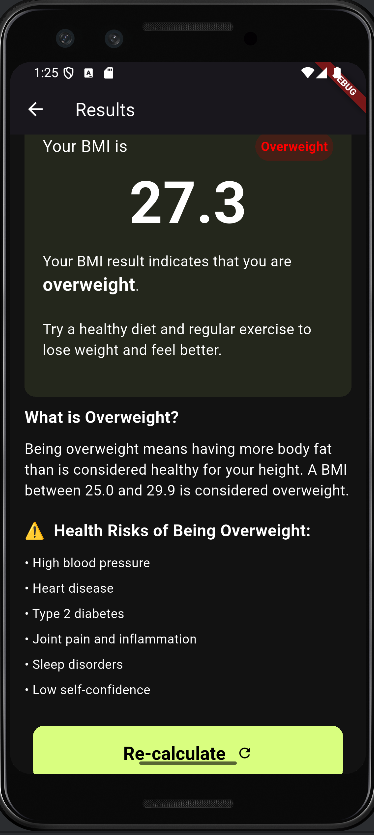 1:25
DEBUG
Results
Your BMI is Overweight
27.3
Your BMI result indicates that you are
overweight.
Try a healthy diet and regular exercise to
lose weight and feel better.
What is Overweight?
Being overweight means having more body fat
than is considered healthy for your height. A BMI
between 25.0 and 29.9 is considered overweight.
⚠️ Health Risks of Being Overweight:
• High blood pressure
• Heart disease
• Type 2 diabetes
• Joint pain and inflammation
• Sleep disorders
• Low self-confidence
Re-calculate